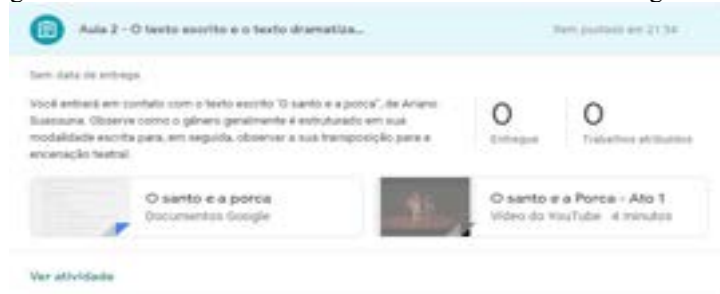 Aula 2 - O texto escrito e o texto dramatiza...
Item postado em 21:34
Sem data de entrega
Você entrará em contato com o texto escrito "O santo e a porca", de Ariano
Suassuna. Observe como o gênero geralmente é estruturado em sua
modalidade escrita para, em seguida, observar a sua transposição para a
encenação teatral.
0
Entregue
0
Trabalhos atribuídos
O santo e a porca
Documentos Google
O santo e a Porca - Ato 1
Vídeo do YouTube 4 minutos
Ver atividade